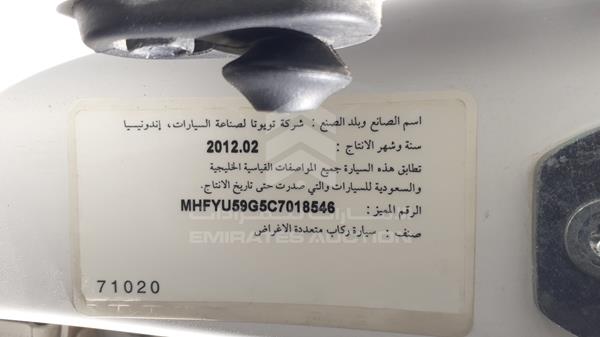 اسم الصانع وبلد الصنع : شركة تويوتا لصناعة السيارات، إندونيسيا
سنة وشهر الانتاج : 2012.02
تطابق هذه السيارة جميع المواصفات القياسية الخليجية
والسعودية للسيارات والتي صدرت حتى تاريخ الانتاج.
الرقم المميز : MHFYU59G5C7018546
صنف : سيارة ركاب متعددة الاغراض
الإمارات للمزادات
EMIRATES AUCTION
71020